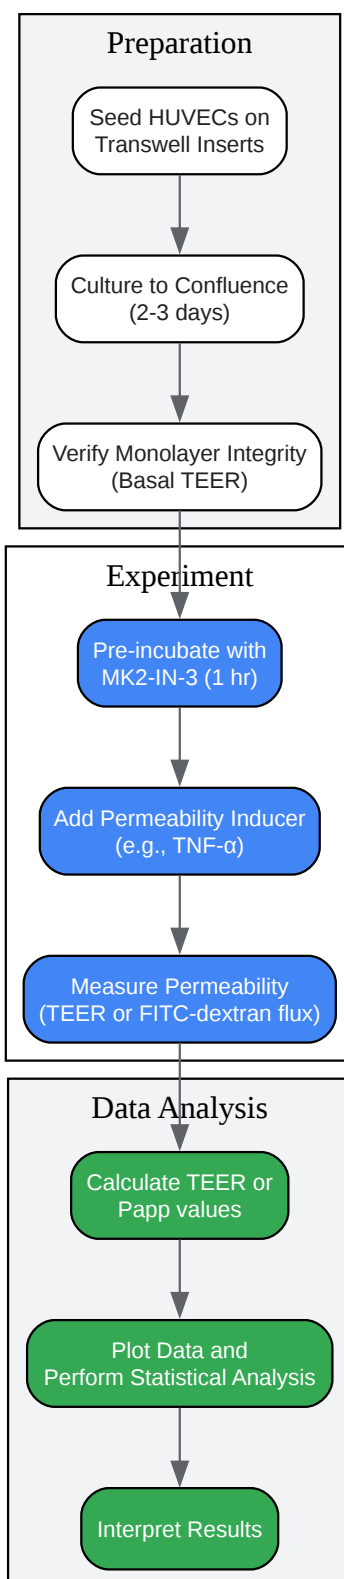 Preparation
Seed HUVECs on
Transwell Inserts
Culture to Confluence
(2-3 days)
Verify Monolayer Integrity
(Basal TEER)
Experiment
Pre-incubate with
MK2-IN-3 (1 hr)
Add Permeability Inducer
(e.g., TNF-α)
Measure Permeability
(TEER or FITC-dextran flux)
Data Analysis
Calculate TEER or
Papp values
Plot Data and
Perform Statistical Analysis
Interpret Results